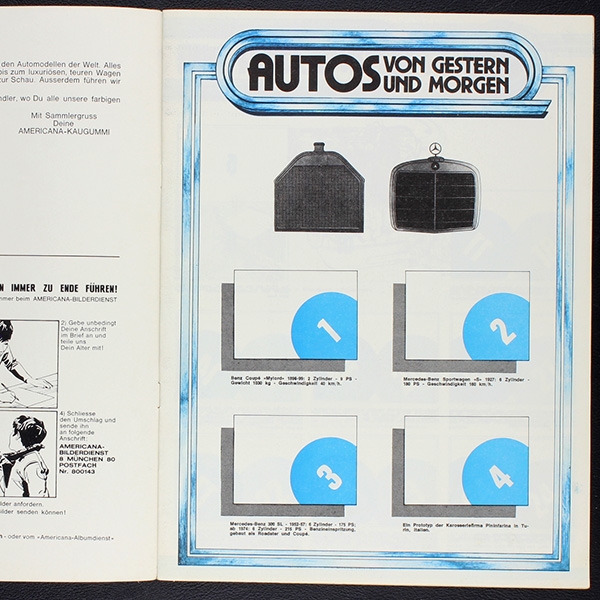 den Automodellen der Welt. Alles
bis zum luxuriösen, teuren Wagen
zur Schau. Ausserdem führen wir
ndler, wo Du alle unsere farbigen
Mit Sammlergruss
Deine
AMERICANA-KAUGUMMI
N IMMER ZU ENDE FÜHREN!
mmer beim AMERICANA-BILDERDIENST
2) Gebe unbedingt
Deine Anschrift
im Brief an und
teile uns
Dein Alter mit!
4) Schliesse
den Umschlag und
sende ihn
an folgende
Anschrift:
AMERICANA-
BILDERDIENST
8 MÜNCHEN 80
POSTFACH
Nr. 800143
lder anfordern.
ilder senden können!
n - oder vom «Americana-Albumdienst»
AUTOS VON GESTERN
UND MORGEN
1
Benz Coupé «Mylord» 1898-99: 2 Zylinder - 9 PS -
Gewicht 1030 kg - Geschwindigkeit 40 km/h.
2
Mercedes-Benz Sportwagen «S» 1927: 6 Zylinder -
180 PS - Geschwindigkeit 160 km/h.
3
Mercedes-Benz 300 SL - 1952-57: 6 Zylinder - 175 PS;
ab 1974: 6 Zylinder - 215 PS - Benzineinspritzung,
gebaut als Roadster und Coupé.
4
Ein Prototyp der Karosseriefirma Pininfarina in Tu-
rin, Italien.